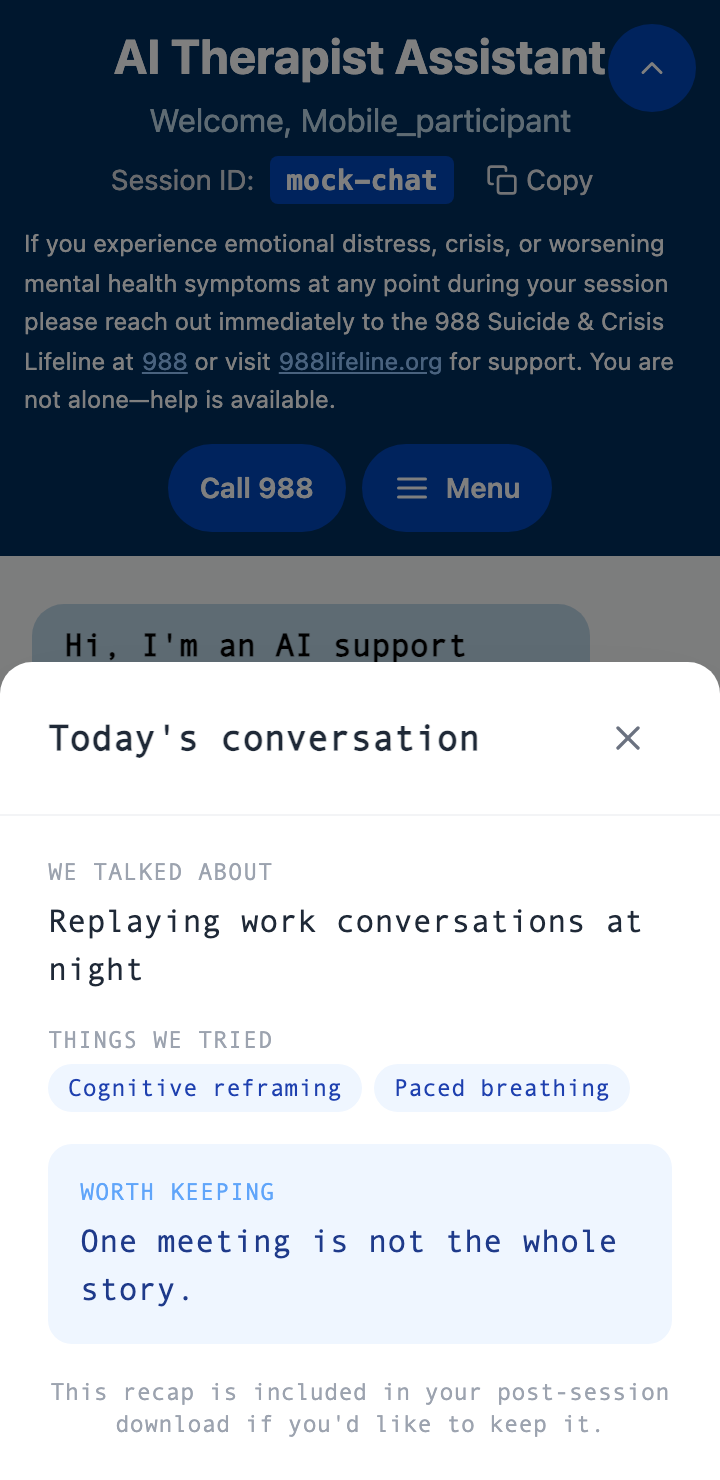 AI Therapist Assistant
Welcome, Mobile_participant
Session ID: mock-chat Copy
If you experience emotional distress, crisis, or worsening
mental health symptoms at any point during your session
please reach out immediately to the 988 Suicide & Crisis
Lifeline at 988 or visit 988lifeline.org for support. You are
not alone—help is available.
Call 988 Menu
Hi, I'm an AI support
Today's conversation
WE TALKED ABOUT
Replaying work conversations at
night
THINGS WE TRIED
Cognitive reframing Paced breathing
WORTH KEEPING
One meeting is not the whole
story.
This recap is included in your post-session
download if you'd like to keep it.